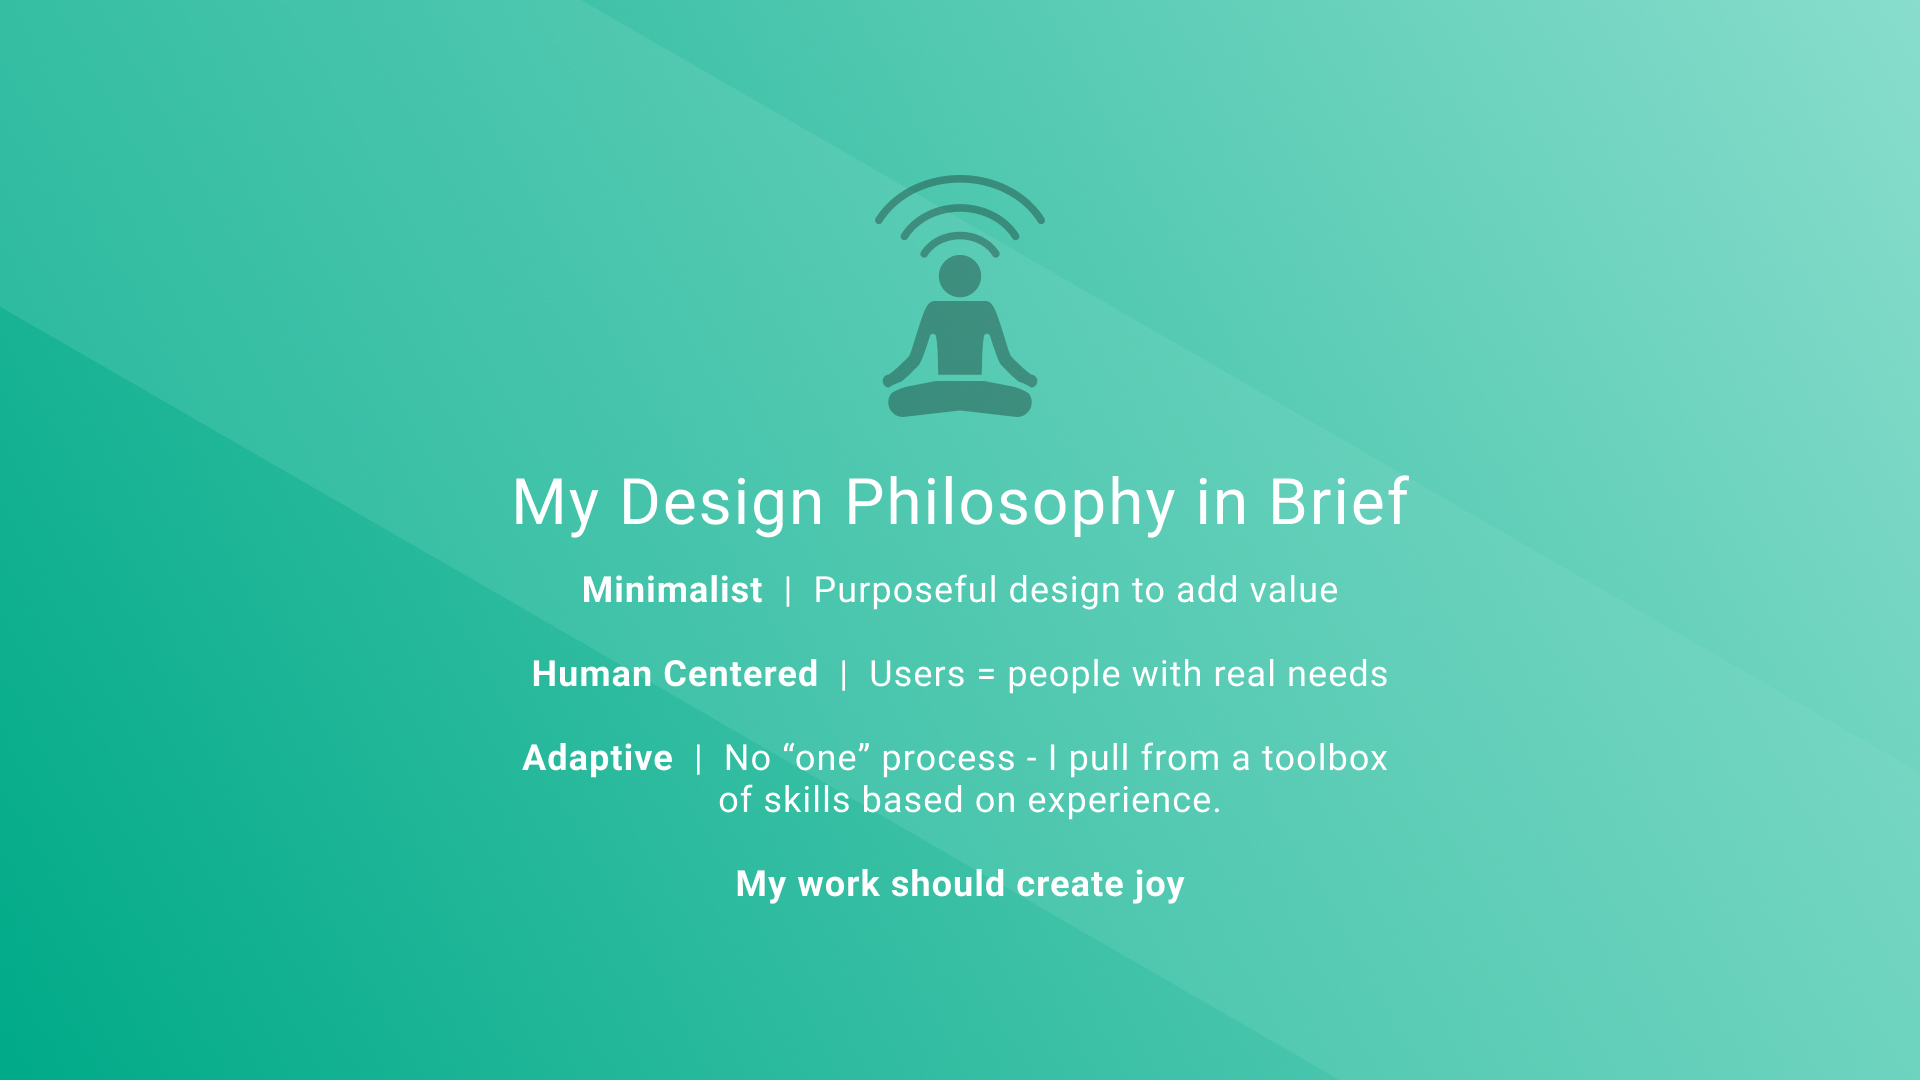 My Design Philosophy in Brief
Minimalist | Purposeful design to add value
Human Centered | Users = people with real needs
Adaptive | No “one” process - I pull from a toolbox
of skills based on experience.
My work should create joy